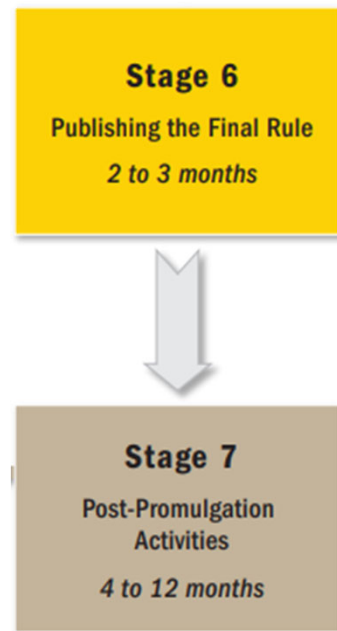 Stage 6
Publishing the Final Rule
2 to 3 months
Stage 7
Post-Promulgation
Activities
4 to 12 months